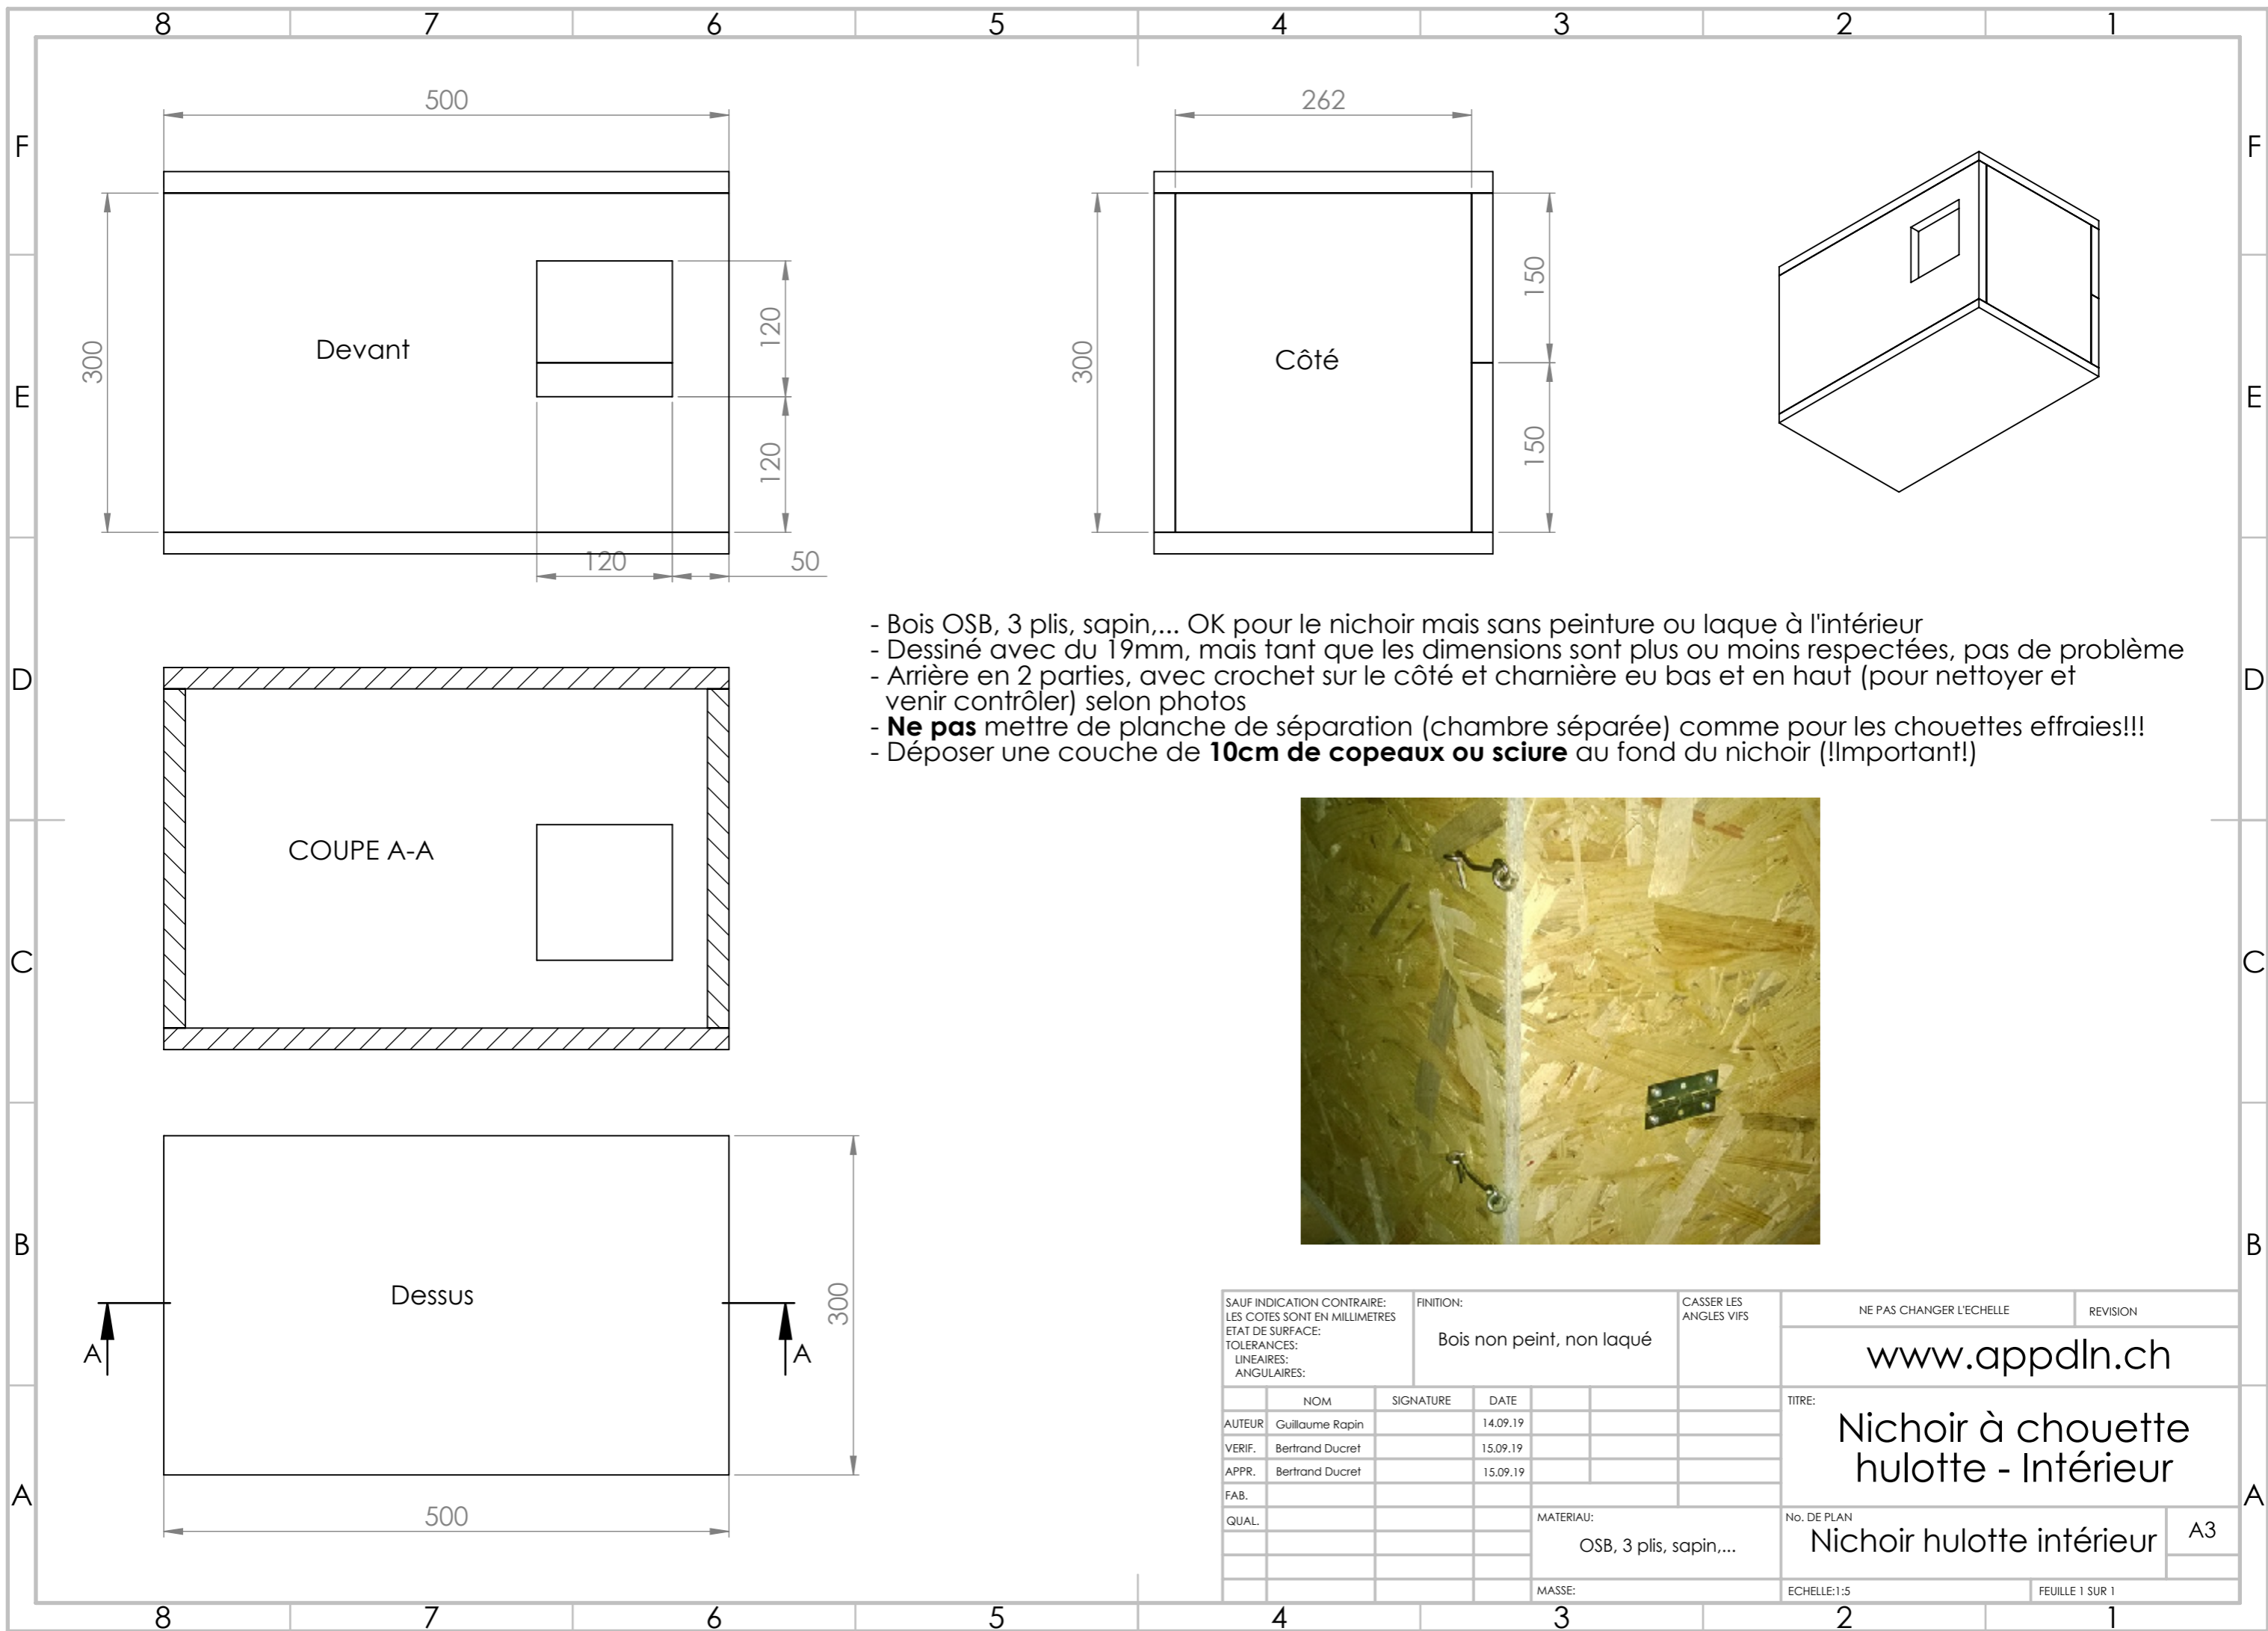 8 7 6 5 4 3 2 1
F
E
D
C
B
A
F
E
D
C
B
A
500
300
Devant
120
120
120
50
262
300
Côté
150
150
- Bois OSB, 3 plis, sapin,... OK pour le nichoir mais sans peinture ou laque à l'intérieur
- Dessiné avec du 19mm, mais tant que les dimensions sont plus ou moins respectées, pas de problème
- Arrière en 2 parties, avec crochet sur le côté et charnière eu bas et en haut (pour nettoyer et
venir contrôler) selon photos
- Ne pas mettre de planche de séparation (chambre séparée) comme pour les chouettes effraies!!!
- Déposer une couche de 10cm de copeaux ou sciure au fond du nichoir (!Important!)
COUPE A-A
Dessus
A
A
300
500
SAUF INDICATION CONTRAIRE:
LES COTES SONT EN MILLIMETRES
ETAT DE SURFACE:
TOLERANCES:
LINEAIRES:
ANGULAIRES:
FINITION:
Bois non peint, non laqué
CASSER LES
ANGLES VIFS
NE PAS CHANGER L'ECHELLE
REVISION
www.appdln.ch
NOM SIGNATURE DATE
AUTEUR Guillaume Rapin 14.09.19
VERIF. Bertrand Ducret 15.09.19
APPR. Bertrand Ducret 15.09.19
FAB.
QUAL.
TITRE:
Nichoir à chouette
hulotte - Intérieur
MATERIAU:
OSB, 3 plis, sapin,...
No. DE PLAN
Nichoir hulotte intérieur
A3
MASSE:
ECHELLE:1:5
FEUILLE 1 SUR 1
8 7 6 5 4 3 2 1